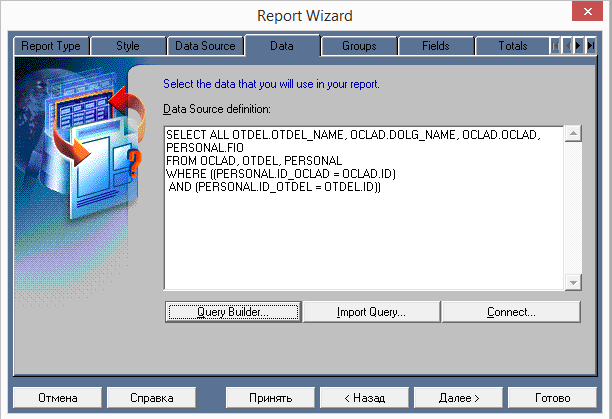 Report Wizard
Report Type Style Data Source Data Groups Fields Totals
Select the data that you will use in your report.
Data Source definition:
SELECT ALL OTDEL.OTDEL_NAME, OCLAD.DOLG_NAME, OCLAD.OCLAD,
PERSONAL.FIO
FROM OCLAD, OTDEL, PERSONAL
WHERE ((PERSONAL.ID_OCLAD = OCLAD.ID)
AND (PERSONAL.ID_OTDEL = OTDEL.ID))
Query Builder... Import Query... Connect...
Отмена Справка Принять < Назад Далее > Готово